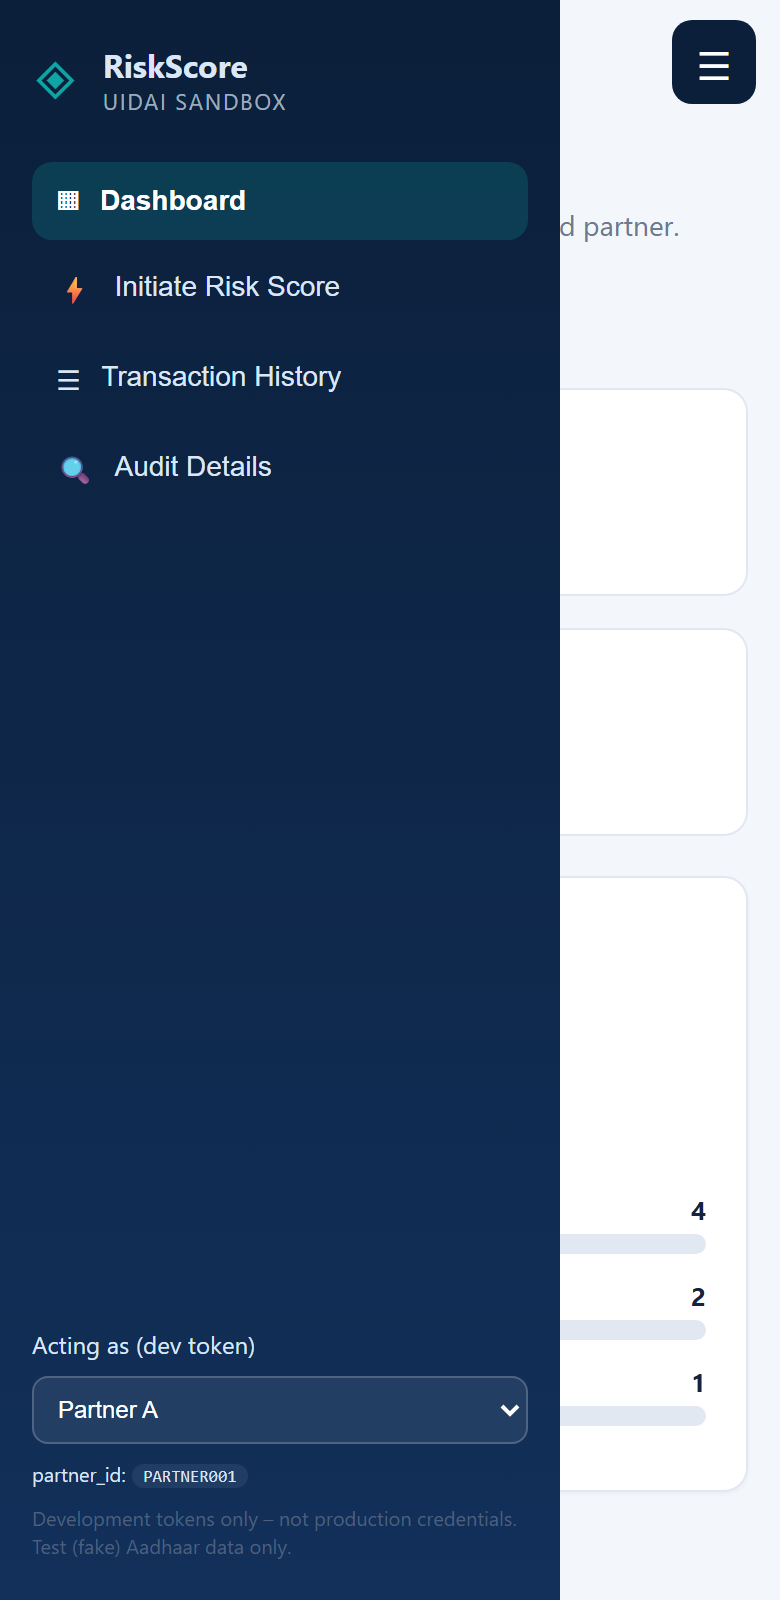 RiskScore
UIDAI SANDBOX
Dashboard
d partner.
Initiate Risk Score
Transaction History
Audit Details
4
2
1
Acting as (dev token)
Partner A
partner_id: PARTNER001
Development tokens only – not production credentials.
Test (fake) Aadhaar data only.